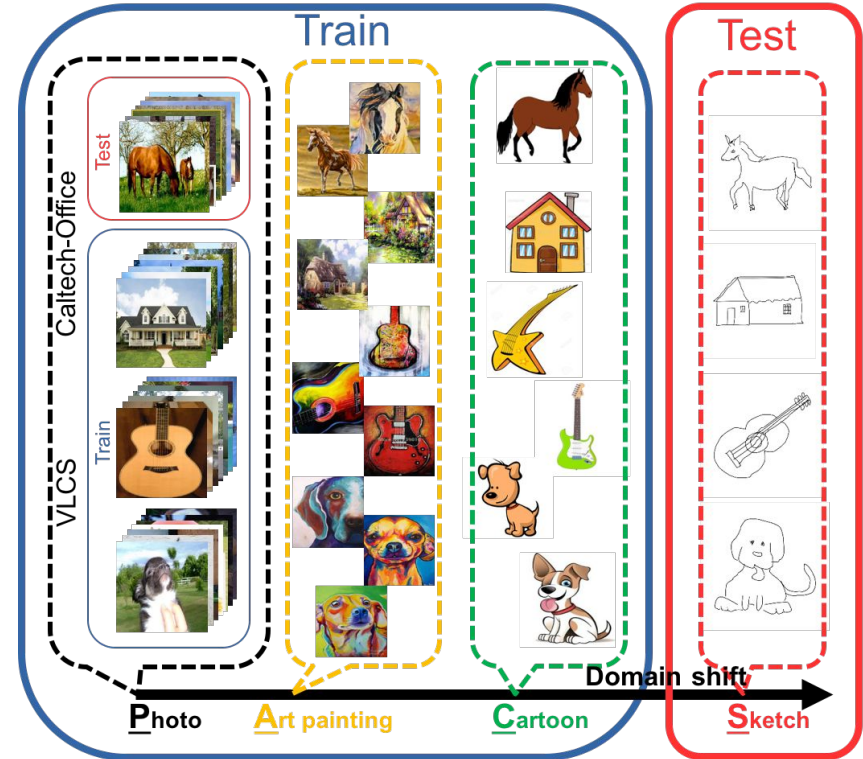 Train
Test
Test
Caltech-Office
VLCS
Train
Domain shift
Photo
Art painting
Cartoon
Sketch